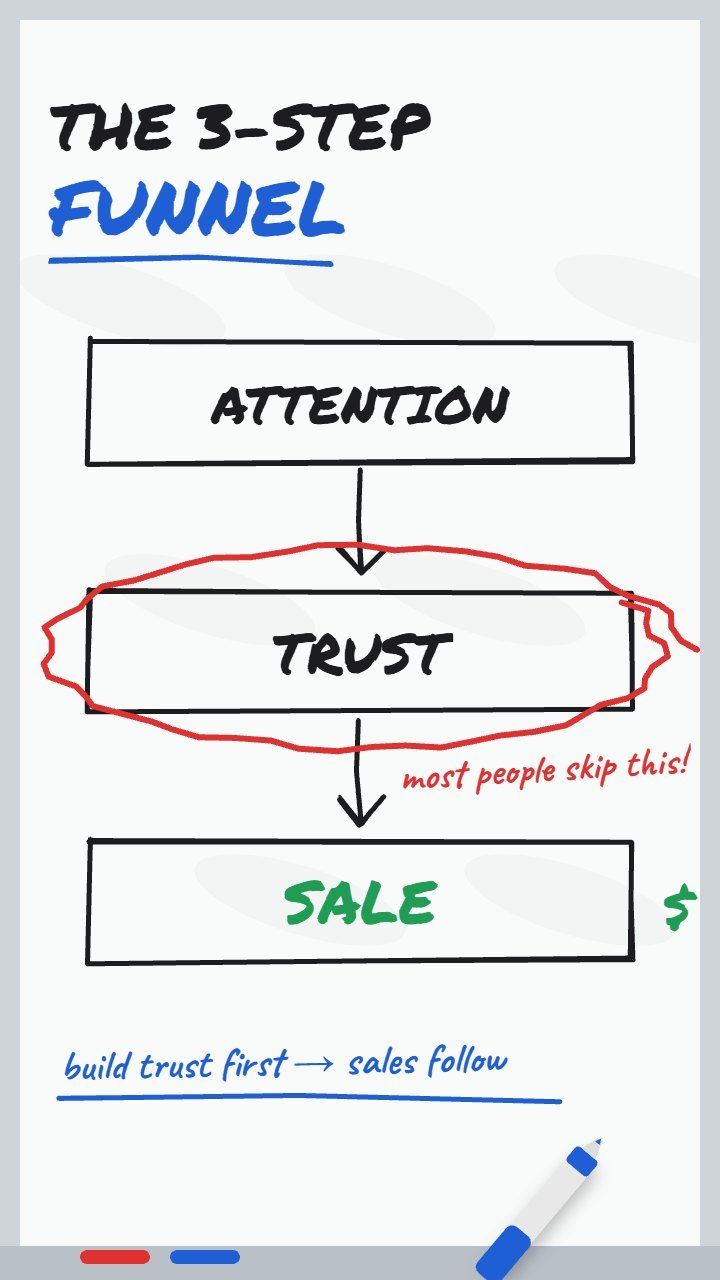 THE 3-STEP
FUNNEL
ATTENTION
TRUST
most people skip this!
SALE
$
build trust first → sales follow